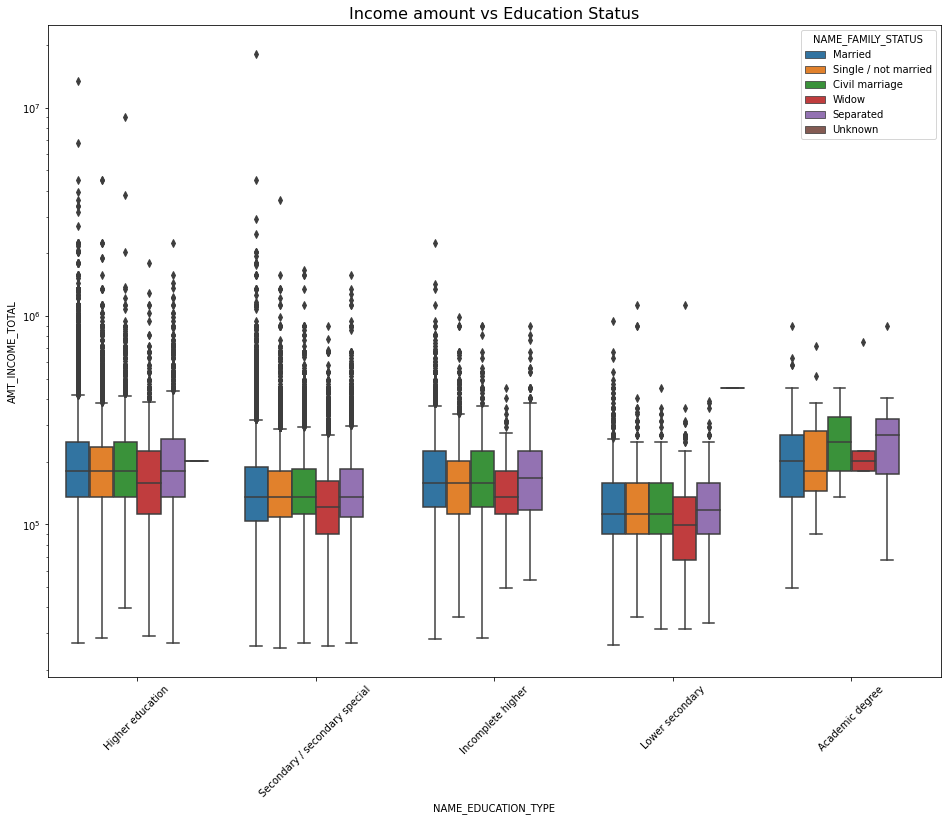 Income amount vs Education Status
NAME_FAMILY_STATUS
Married
Single / not married
Civil marriage
Widow
Separated
Unknown
AMT_INCOME_TOTAL
10^7
10^6
10^5
Higher education
Secondary / secondary special
Incomplete higher
Lower secondary
Academic degree
NAME_EDUCATION_TYPE